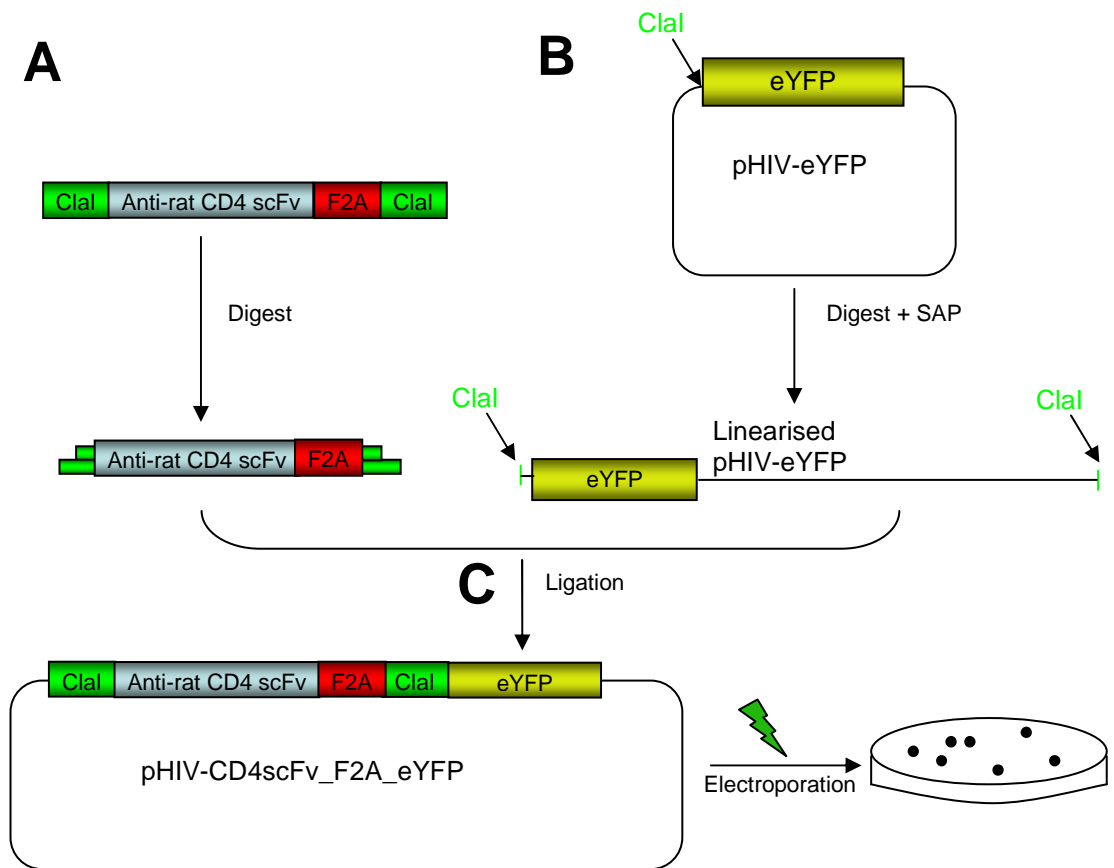 A
ClaI Anti-rat CD4 scFv F2A ClaI
Digest
Anti-rat CD4 scFv F2A
B
ClaI
eYFP
pHIV-eYFP
Digest + SAP
ClaI
ClaI
Linearised
pHIV-eYFP
eYFP
C
Ligation
ClaI Anti-rat CD4 scFv F2A ClaI eYFP
pHIV-CD4scFv_F2A_eYFP
Electroporation